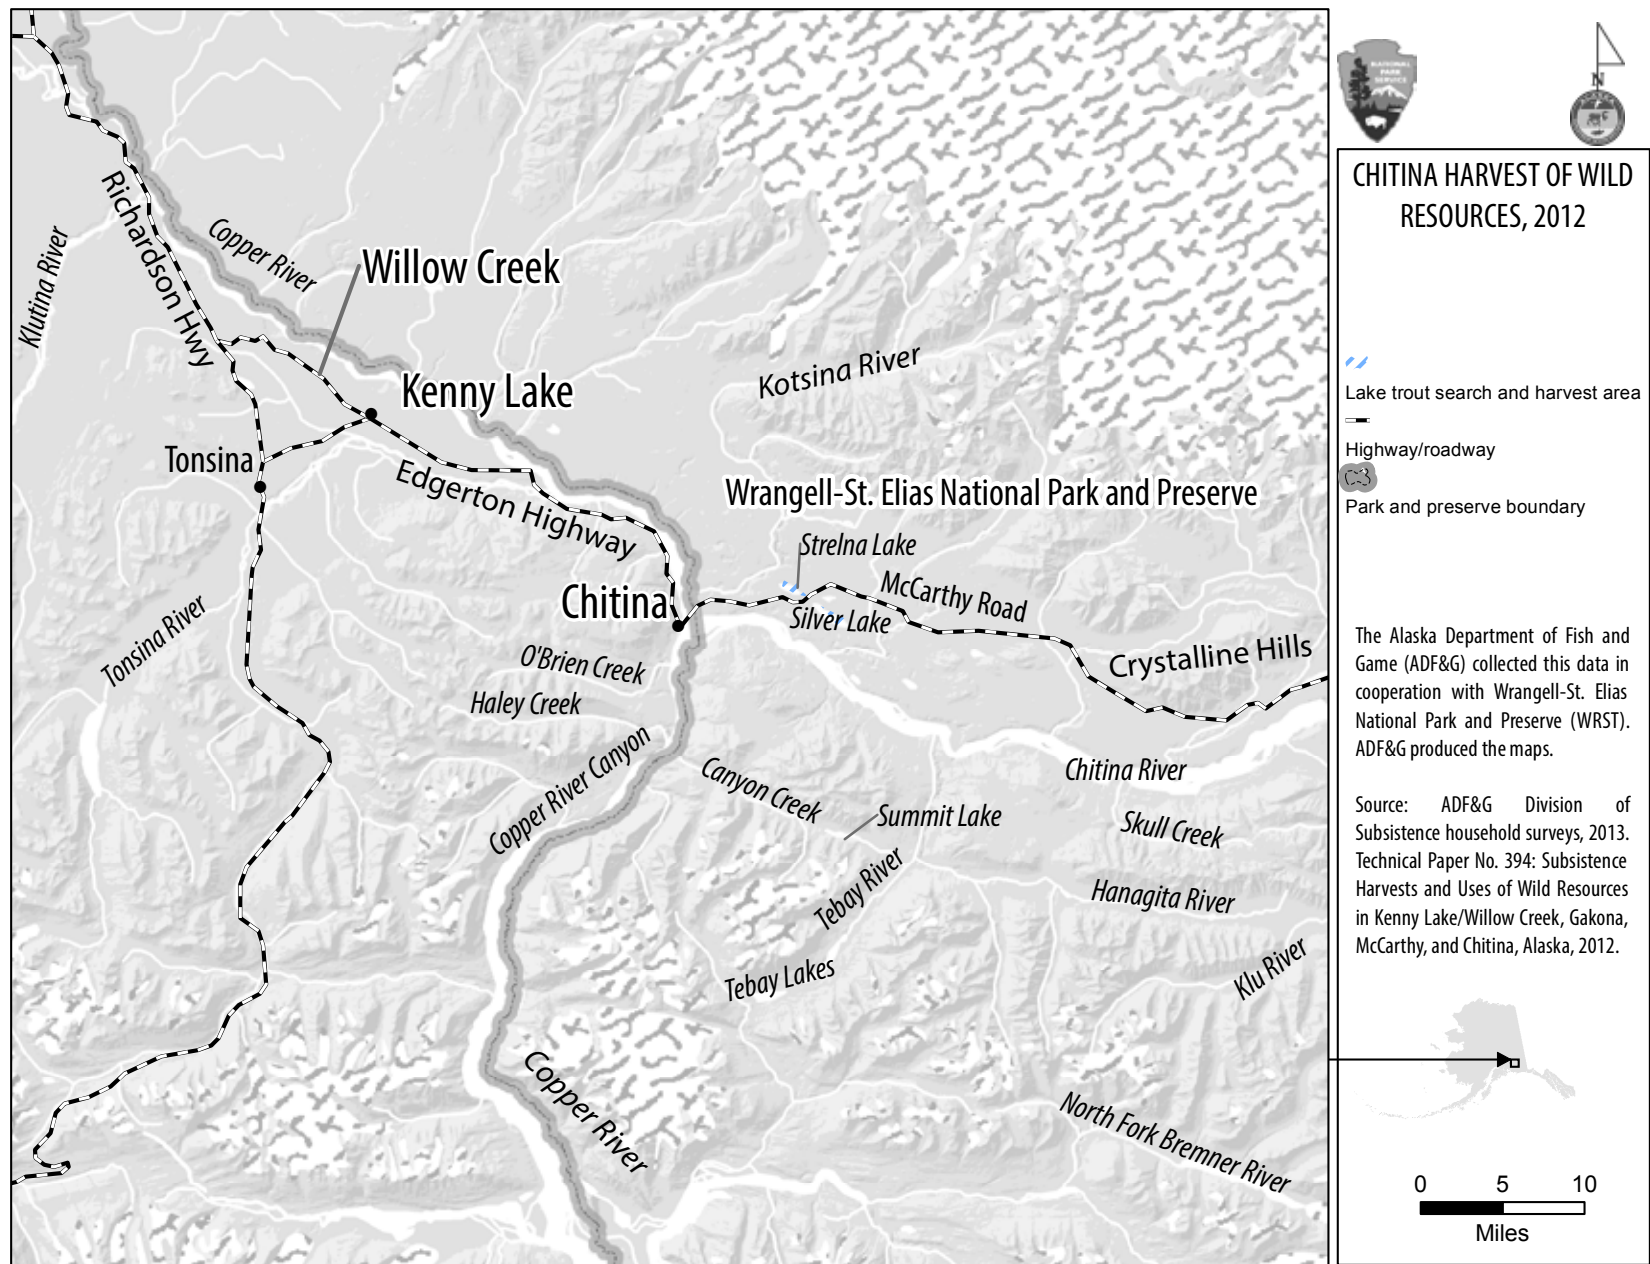 Richardson Hwy
Klutina River
Copper River
Willow Creek
Kenny Lake
Kotsina River
Tonsina
Edgerton Highway
Wrangell-St. Elias National Park and Preserve
Strelna Lake
McCarthy Road
Chitina
Silver Lake
Tonsina River
O'Brien Creek
Crystalline Hills
Haley Creek
Copper River Canyon
Canyon Creek
Chitina River
Summit Lake
Skull Creek
Tebay River
Hanagita River
Tebay Lakes
Klu River
Copper River
North Fork Bremner River
NATIONAL
PARK
SERVICE
N
CHITINA HARVEST OF WILD
RESOURCES, 2012
Lake trout search and harvest area
Highway/roadway
Park and preserve boundary
The Alaska Department of Fish and
Game (ADF&G) collected this data in
cooperation with Wrangell-St. Elias
National Park and Preserve (WRST).
ADF&G produced the maps.
Source: ADF&G Division of
Subsistence household surveys, 2013.
Technical Paper No. 394: Subsistence
Harvests and Uses of Wild Resources
in Kenny Lake/Willow Creek, Gakona,
McCarthy, and Chitina, Alaska, 2012.
0 5 10
Miles